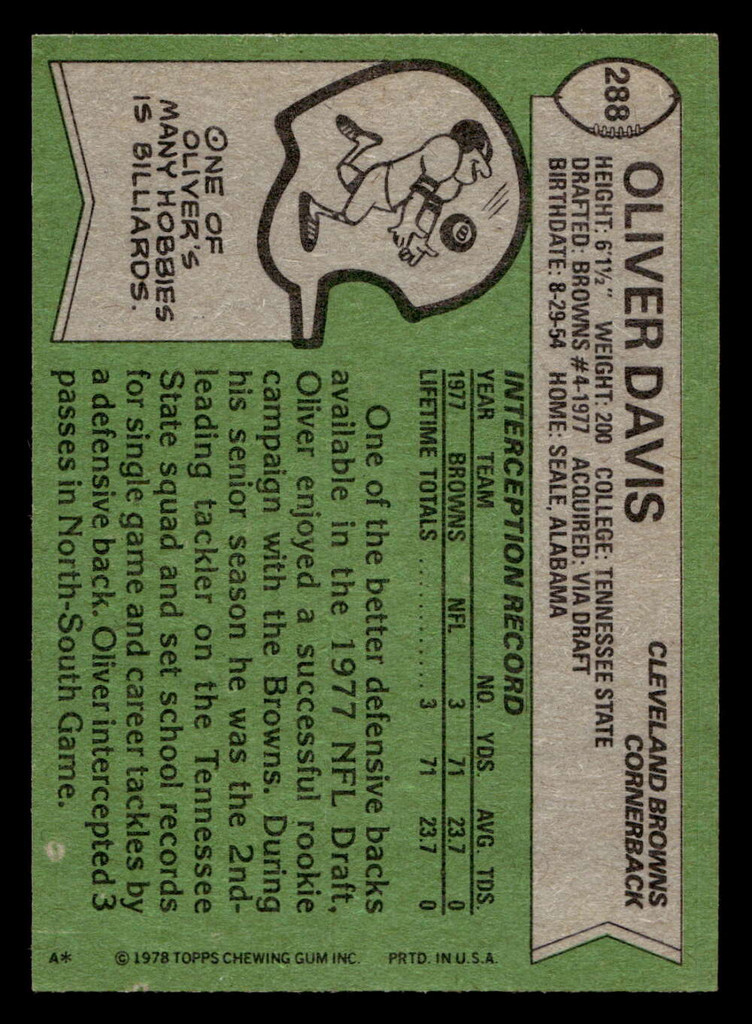 288
OLIVER DAVIS
CLEVELAND BROWNS
CORNERBACK
HEIGHT: 6'1½" WEIGHT: 200 COLLEGE: TENNESSEE STATE
DRAFTED: BROWNS #4-1977 ACQUIRED: VIA DRAFT
BIRTHDATE: 8-29-54 HOME: SEALE, ALABAMA
8
ONE OF
OLIVER'S
MANY HOBBIES
IS BILLIARDS.
INTERCEPTION RECORD
YEAR TEAM NO. YDS. AVG. TDS.
1977 BROWNS NFL 3 71 23.7 0
LIFETIME TOTALS ............ 3 71 23.7 0
One of the better defensive backs
available in the 1977 NFL Draft,
Oliver enjoyed a successful rookie
campaign with the Browns. During
his senior season he was the 2nd-
leading tackler on the Tennessee
State squad and set school records
for single game and career tackles by
a defensive back. Oliver intercepted 3
passes in North-South Game.
A* © 1978 TOPPS CHEWING GUM INC. PRTD. IN U.S.A.